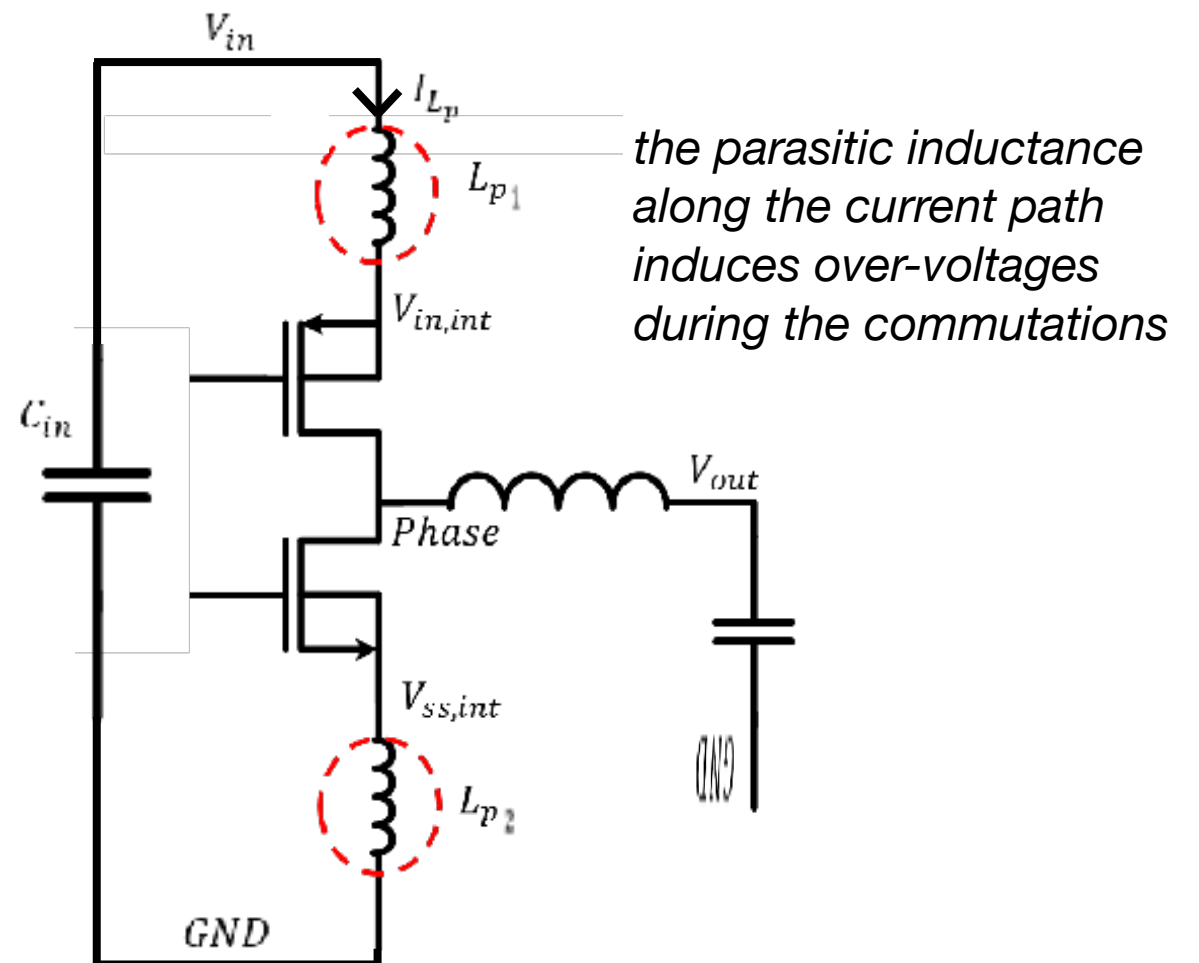 V_in
I_Lp
L_p1
the parasitic inductance
along the current path
induces over-voltages
during the commutations
V_in,int
C_in
V_out
Phase
V_ss,int
GND
L_p2
GND